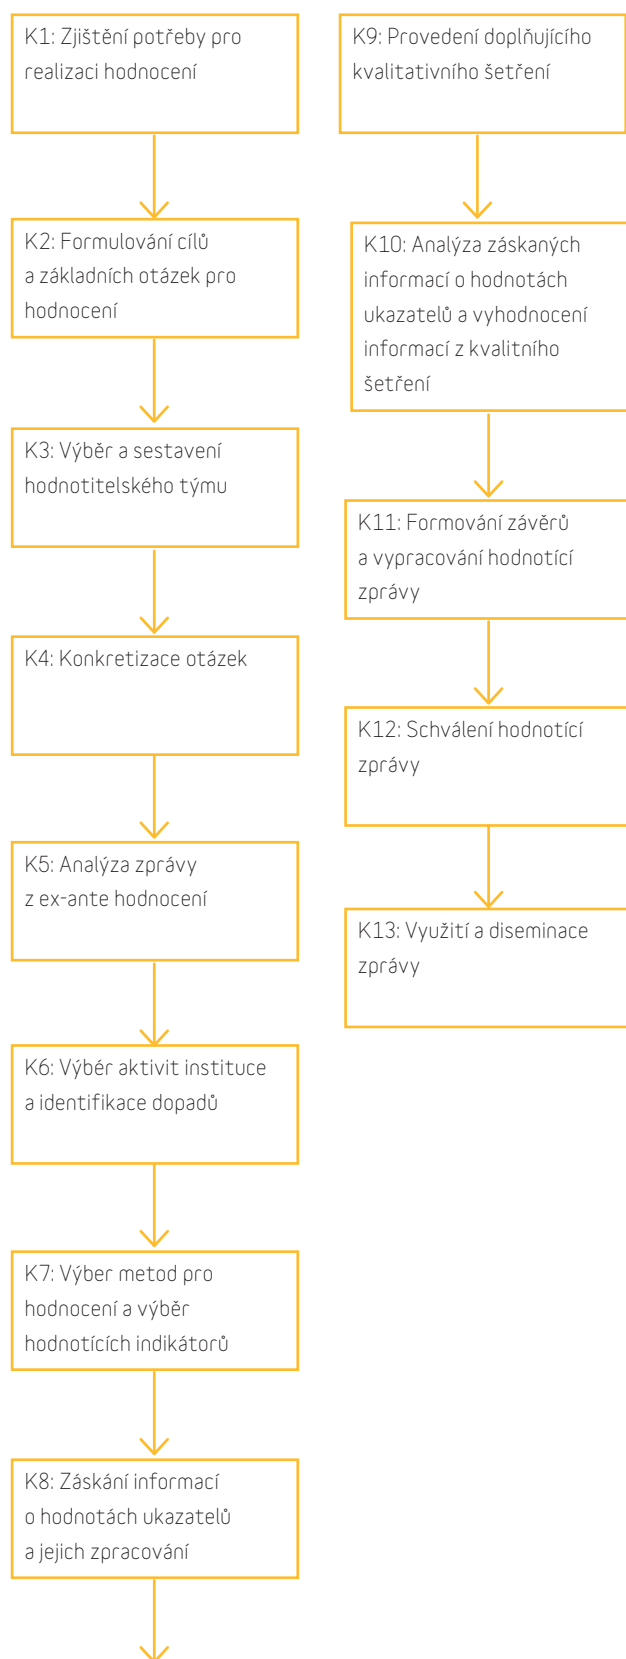 K1: Zjištění potřeby pro
realizaci hodnocení
K2: Formulování cílů
a základních otázek pro
hodnocení
K3: Výběr a sestavení
hodnotitelského týmu
K4: Konkretizace otázek
K5: Analýza zprávy
z ex-ante hodnocení
K6: Výbér aktivit instituce
a identifikace dopadů
K7: Výber metod pro
hodnocení a výběr
hodnotících indikátorů
K8: Záskání informací
o hodnotách ukazatelů
a jejich zpracování
K9: Provedení doplňujícího
kvalitativního šetření
K10: Analýza záskaných
informací o hodnotách
ukazatelů a vyhodnocení
informací z kvalitního
šetření
K11: Formování závěrů
a vypracování hodnotící
zprávy
K12: Schválení hodnotící
zprávy
K13: Využití a diseminace
zprávy